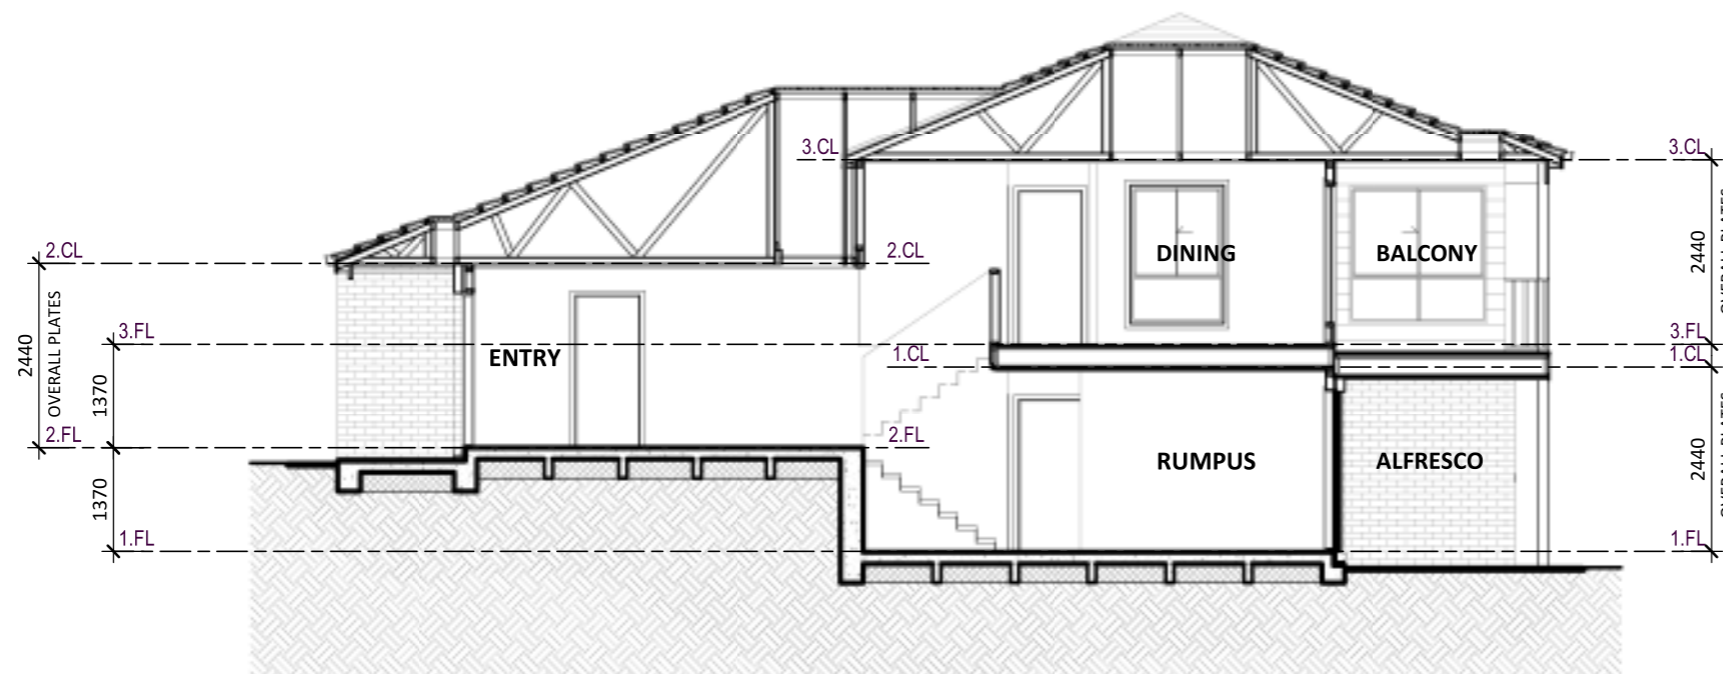 3.CL
3.CL
2.CL
2.CL
DINING
BALCONY
2440
2440
OVERALL PLATES
3.FL
3.FL
ENTRY
1.CL
1.CL
1370
2.FL
2.FL
RUMPUS
ALFRESCO
2440
1370
1.FL
1.FL